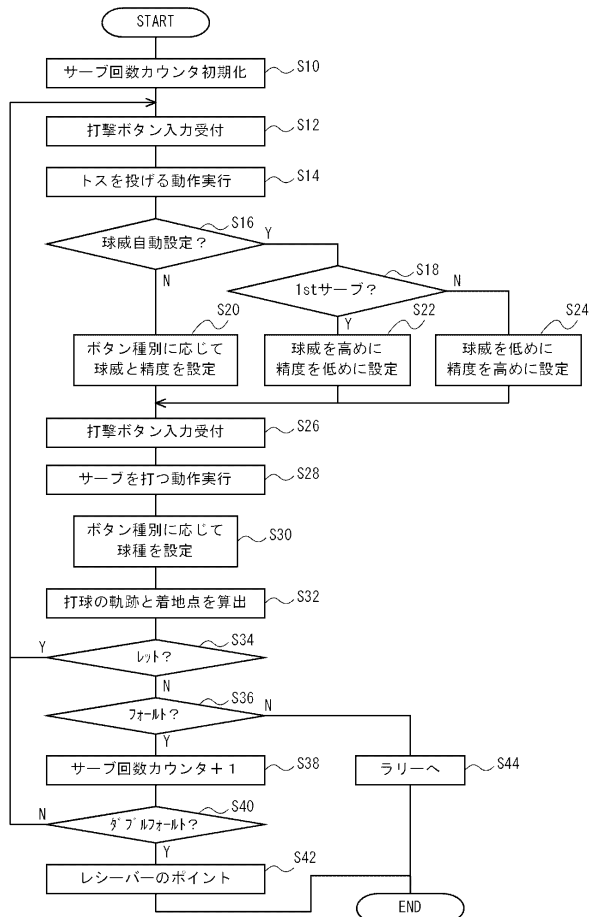 START
サーブ回数カウンタ初期化
S10
打撃ボタン入力受付
S12
トスを投げる動作実行
S14
球威自動設定？
S16
Y
N
1stサーブ？
S18
N
Y
ボタン種別に応じて
球威と精度を設定
S20
球威を高めに
精度を低めに設定
S22
球威を低めに
精度を高めに設定
S24
打撃ボタン入力受付
S26
サーブを打つ動作実行
S28
ボタン種別に応じて
球種を設定
S30
打球の軌跡と着地点を算出
S32
ﾚｯﾄ？
S34
Y
N
ﾌｫｰﾙﾄ？
S36
N
Y
サーブ回数カウンタ＋１
S38
ラリーへ
S44
ﾀﾞﾌﾞﾙﾌｫｰﾙﾄ？
S40
N
Y
レシーバーのポイント
S42
END